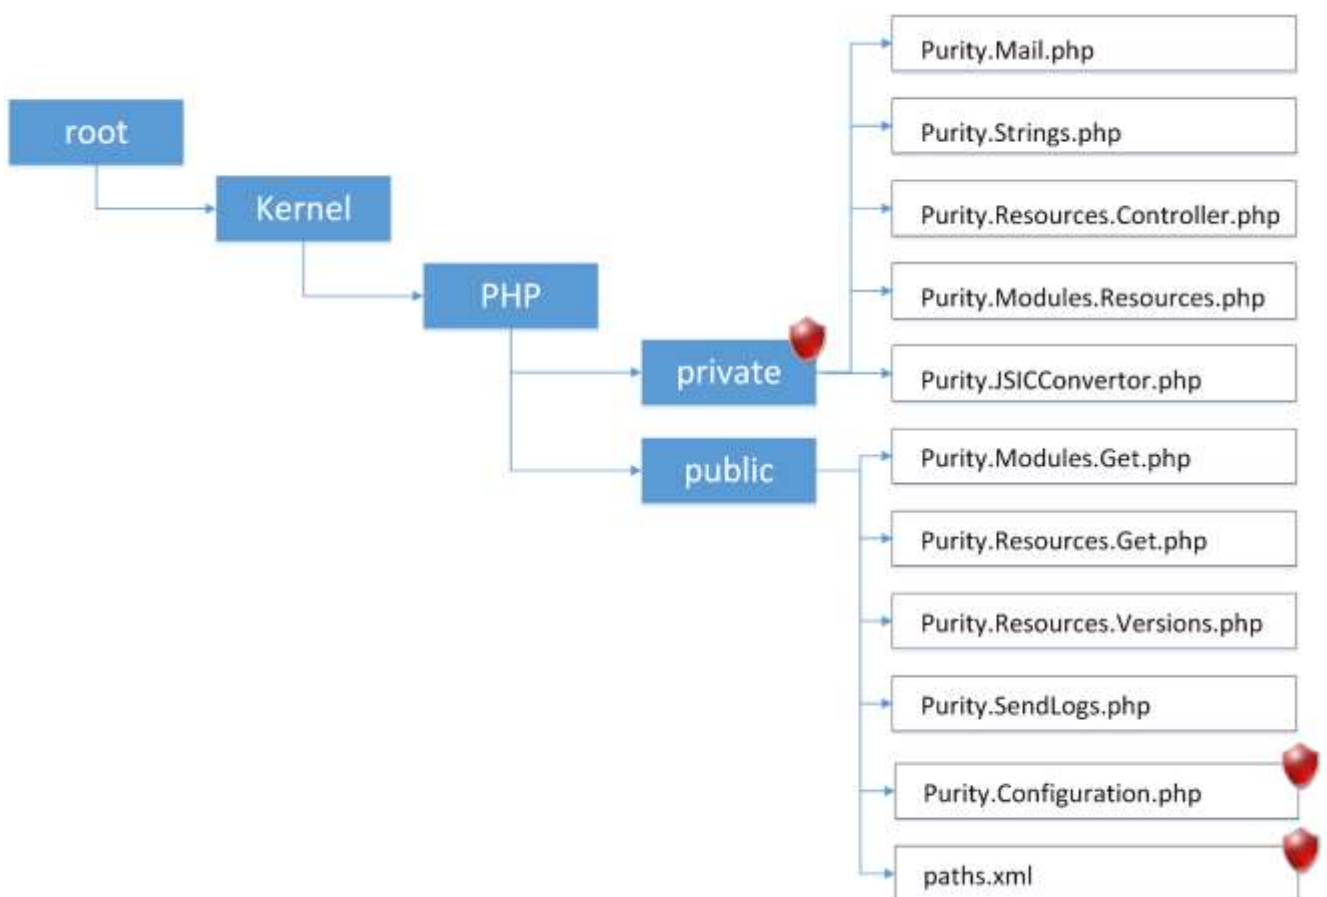 root
Kernel
PHP
private
public
Purity.Mail.php
Purity.Strings.php
Purity.Resources.Controller.php
Purity.Modules.Resources.php
Purity.JSICConvertor.php
Purity.Modules.Get.php
Purity.Resources.Get.php
Purity.Resources.Versions.php
Purity.SendLogs.php
Purity.Configuration.php
paths.xml